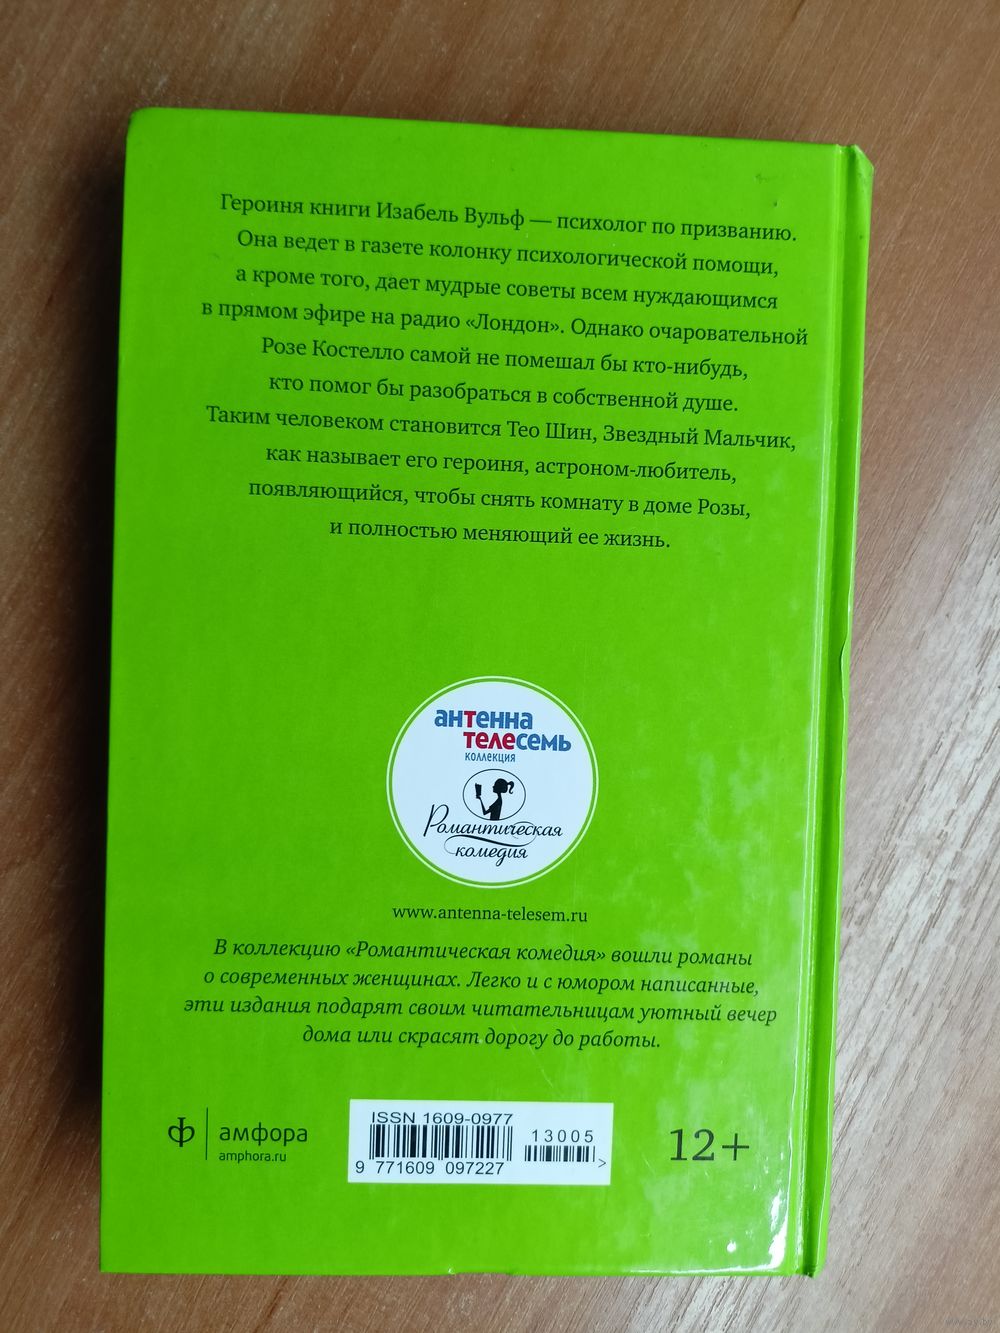 Героиня книги Изабель Вульф — психолог по призванию.
Она ведет в газете колонку психологической помощи,
а кроме того, дает мудрые советы всем нуждающимся
в прямом эфире на радио «Лондон». Однако очаровательной
Розе Костелло самой не помешал бы кто-нибудь,
кто помог бы разобраться в собственной душе.
Таким человеком становится Тео Шин, Звездный Мальчик,
как называет его героиня, астроном-любитель,
появляющийся, чтобы снять комнату в доме Розы,
и полностью меняющий ее жизнь.
антенна
телесемь
коллекция
Романтическая
комедия
www.antenna-telesem.ru
В коллекцию «Романтическая комедия» вошли романы
о современных женщинах. Легко и с юмором написанные,
эти издания подарят своим читательницам уютный вечер
дома или скрасят дорогу до работы.
амфора
amphora.ru
ISSN 1609-0977
13005
9 771609 097227 >
12+